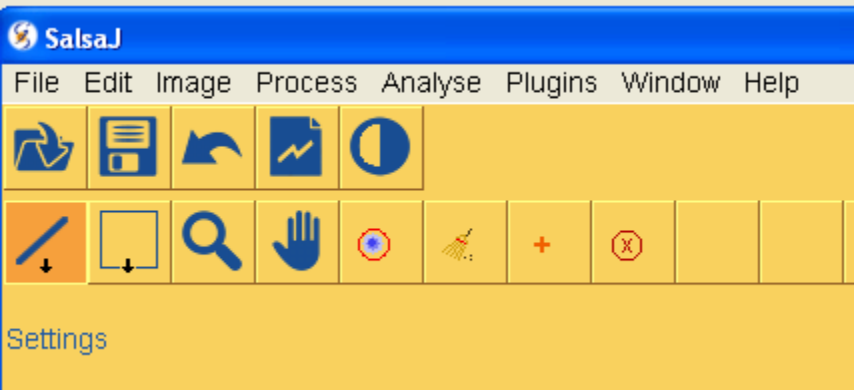 SalsaJ
File Edit Image Process Analyse Plugins Window Help
x
Settings